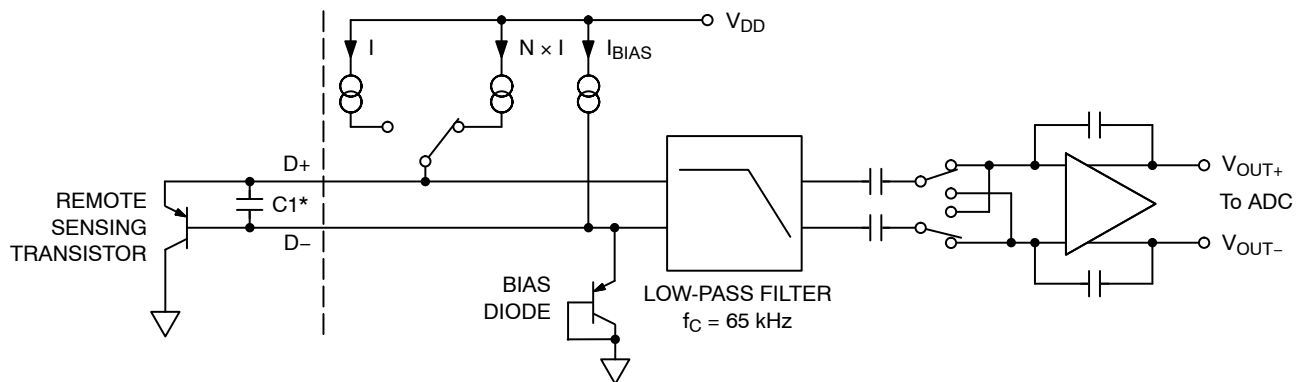 V_DD
I
N × I
I_BIAS
D+
REMOTE
SENSING
TRANSISTOR
C1*
D−
BIAS
DIODE
LOW-PASS FILTER
f_C = 65 kHz
V_OUT+
To ADC
V_OUT−